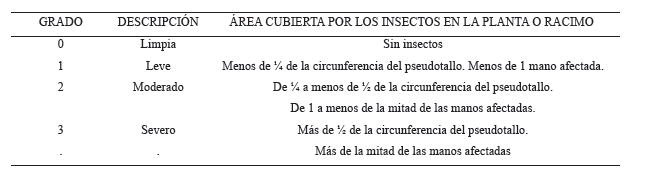 GRADO DESCRIPCIÓN ÁREA CUBIERTA POR LOS INSECTOS EN LA PLANTA O RACIMO
0 Limpia Sin insectos
1 Leve Menos de ¼ de la circunferencia del pseudotallo. Menos de 1 mano afectada.
2 Moderado De ¼ a menos de ½ de la circunferencia del pseudotallo.
De 1 a menos de la mitad de las manos afectadas.
3 Severo Más de ½ de la circunferencia del pseudotallo.
. . Más de la mitad de las manos afectadas